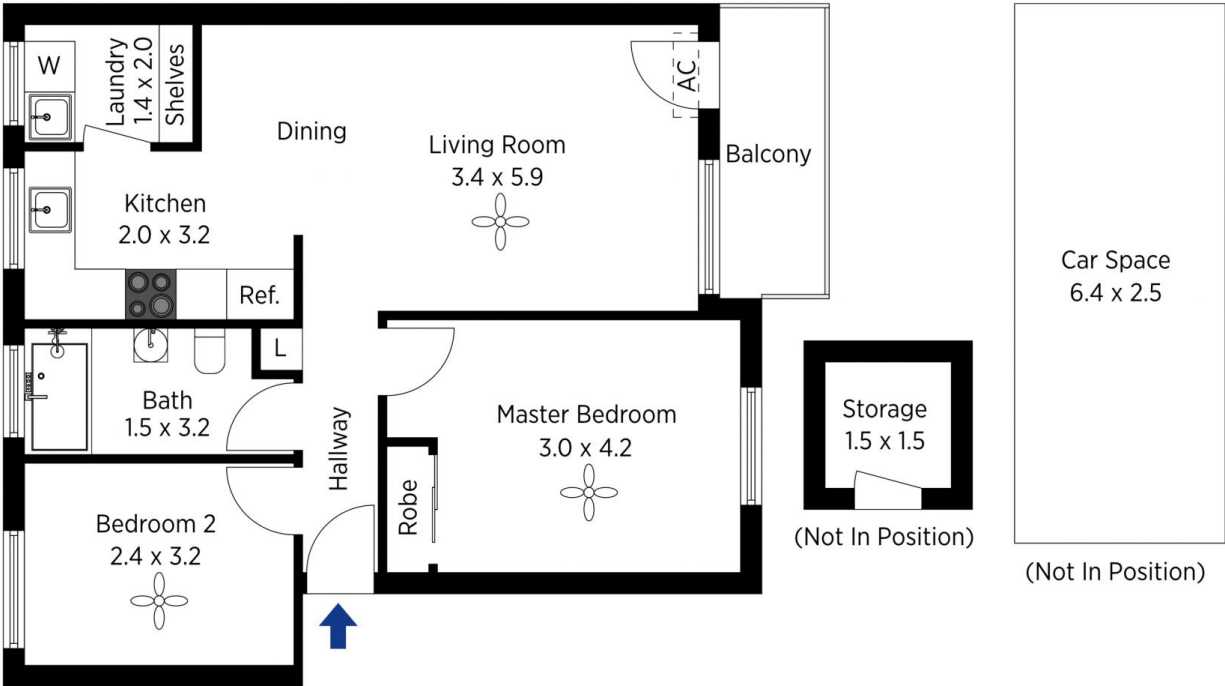 W
Laundry
1.4 x 2.0
Shelves
Dining
Living Room
3.4 x 5.9
AC
Balcony
Kitchen
2.0 x 3.2
Ref.
L
Bath
1.5 x 3.2
Hallway
Master Bedroom
3.0 x 4.2
Robe
Bedroom 2
2.4 x 3.2
Storage
1.5 x 1.5
(Not In Position)
Car Space
6.4 x 2.5
(Not In Position)